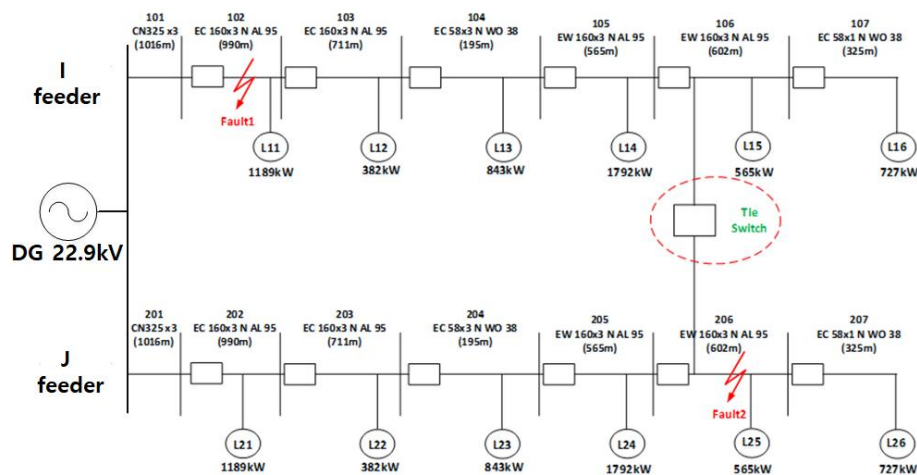 101
CN325 x3
(1016m)
102
EC 160x3 N AL 95
(990m)
103
EC 160x3 N AL 95
(711m)
104
EC 58x3 N WO 38
(195m)
105
EW 160x3 N AL 95
(565m)
106
EW 160x3 N AL 95
(602m)
107
EC 58x1 N WO 38
(325m)
I
feeder
Fault1
L11
1189kW
L12
382kW
L13
843kW
L14
1792kW
L15
565kW
L16
727kW
Tie
Switch
DG 22.9kV
201
CN325 x3
(1016m)
202
EC 160x3 N AL 95
(990m)
203
EC 160x3 N AL 95
(711m)
204
EC 58x3 N WO 38
(195m)
205
EW 160x3 N AL 95
(565m)
206
EW 160x3 N AL 95
(602m)
207
EC 58x1 N WO 38
(325m)
J
feeder
Fault2
L21
1189kW
L22
382kW
L23
843kW
L24
1792kW
L25
565kW
L26
727kW